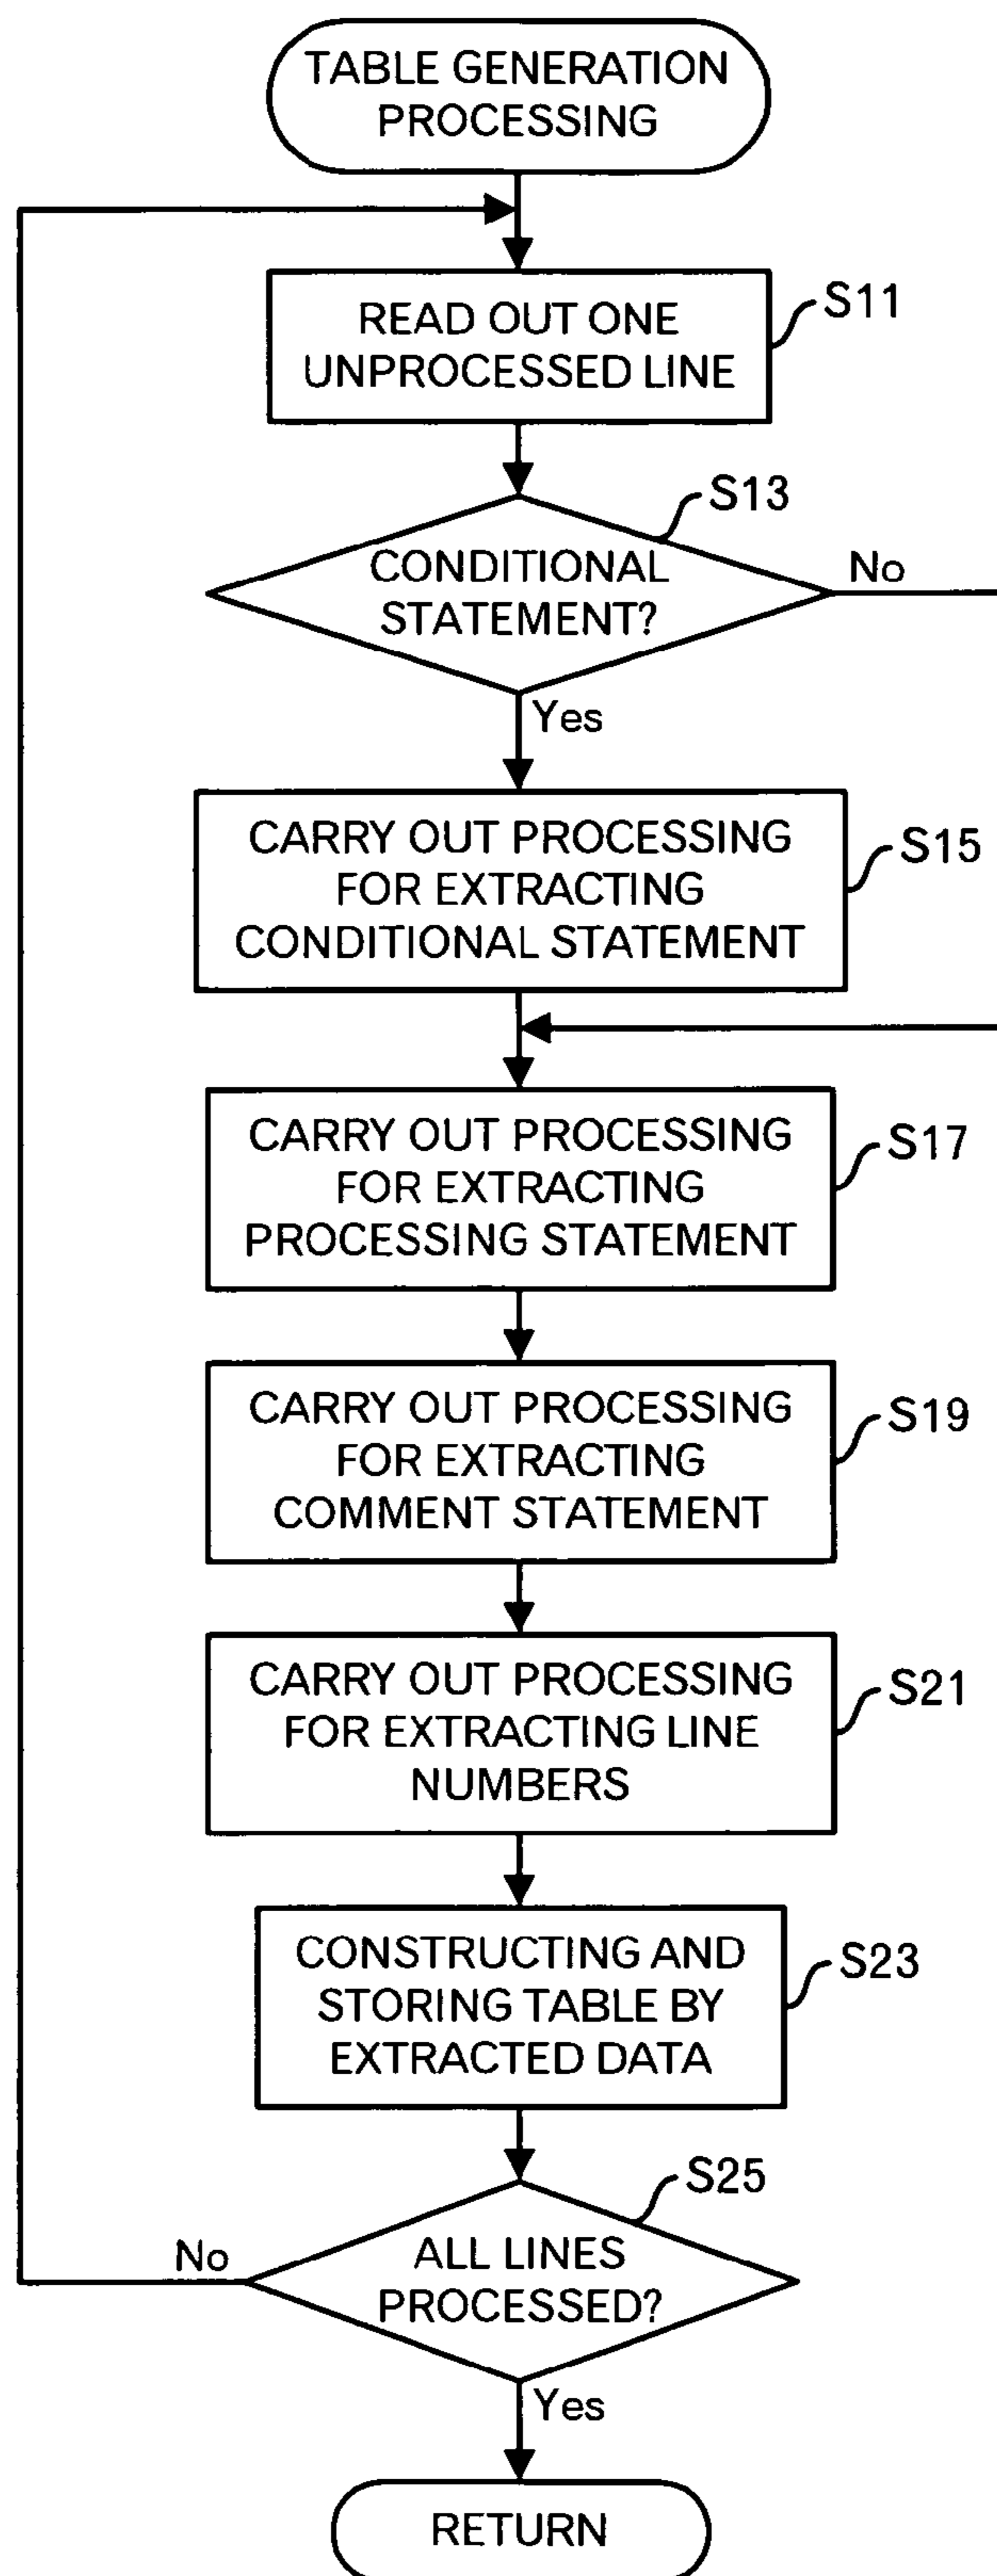 TABLE GENERATION
PROCESSING
READ OUT ONE
UNPROCESSED LINE
S11
S13
CONDITIONAL
STATEMENT?
No
Yes
CARRY OUT PROCESSING
FOR EXTRACTING
CONDITIONAL STATEMENT
S15
CARRY OUT PROCESSING
FOR EXTRACTING
PROCESSING STATEMENT
S17
CARRY OUT PROCESSING
FOR EXTRACTING
COMMENT STATEMENT
S19
CARRY OUT PROCESSING
FOR EXTRACTING LINE
NUMBERS
S21
CONSTRUCTING AND
STORING TABLE BY
EXTRACTED DATA
S23
S25
ALL LINES
PROCESSED?
No
Yes
RETURN